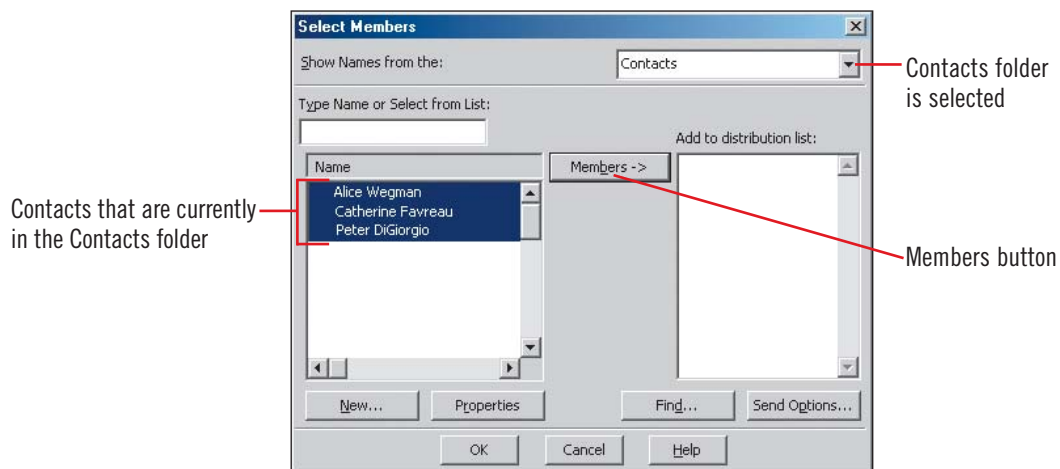 Select Members
Show Names from the:
Contacts
Contacts folder
is selected
Type Name or Select from List:
Add to distribution list:
Name
Members ->
Alice Wegman
Catherine Favreau
Peter DiGiorgio
Contacts that are currently
in the Contacts folder
Members button
New...
Properties
Find...
Send Options...
OK
Cancel
Help